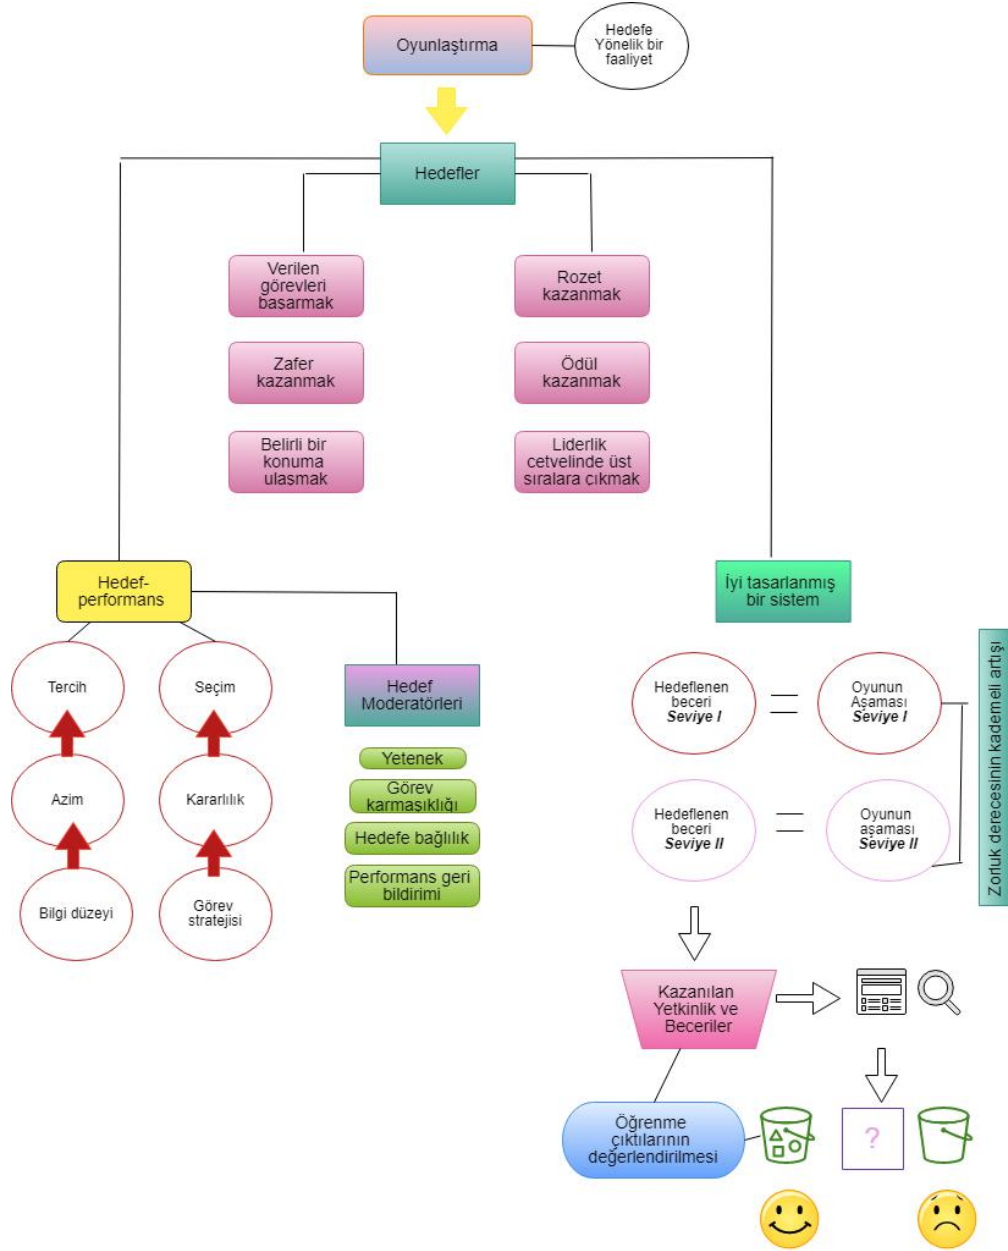 Oyunlaştırma
Hedefe
Yönelik bir
faaliyet
Hedefler
Verilen
görevleri
başarmak
Rozet
kazanmak
Zafer
kazanmak
Ödül
kazanmak
Belirli bir
konuma
ulaşmak
Liderlik
cetvelinde üst
sıralara çıkmak
Hedef-
performans
İyi tasarlanmış
bir sistem
Tercih
Seçim
Azim
Kararlılık
Bilgi düzeyi
Görev
stratejisi
Hedef
Moderatörleri
Yetenek
Görev
karmaşıklığı
Hedefe bağlılık
Performans geri
bildirimi
Hedeflenen
beceri
Seviye I
Oyunun
Aşaması
Seviye I
Hedeflenen
beceri
Seviye II
Oyunun
aşaması
Seviye II
Zorluk derecesinin kademeli artışı
Kazanılan
Yetkinlik ve
Beceriler
Öğrenme
çıktılarının
değerlendirilmesi
?